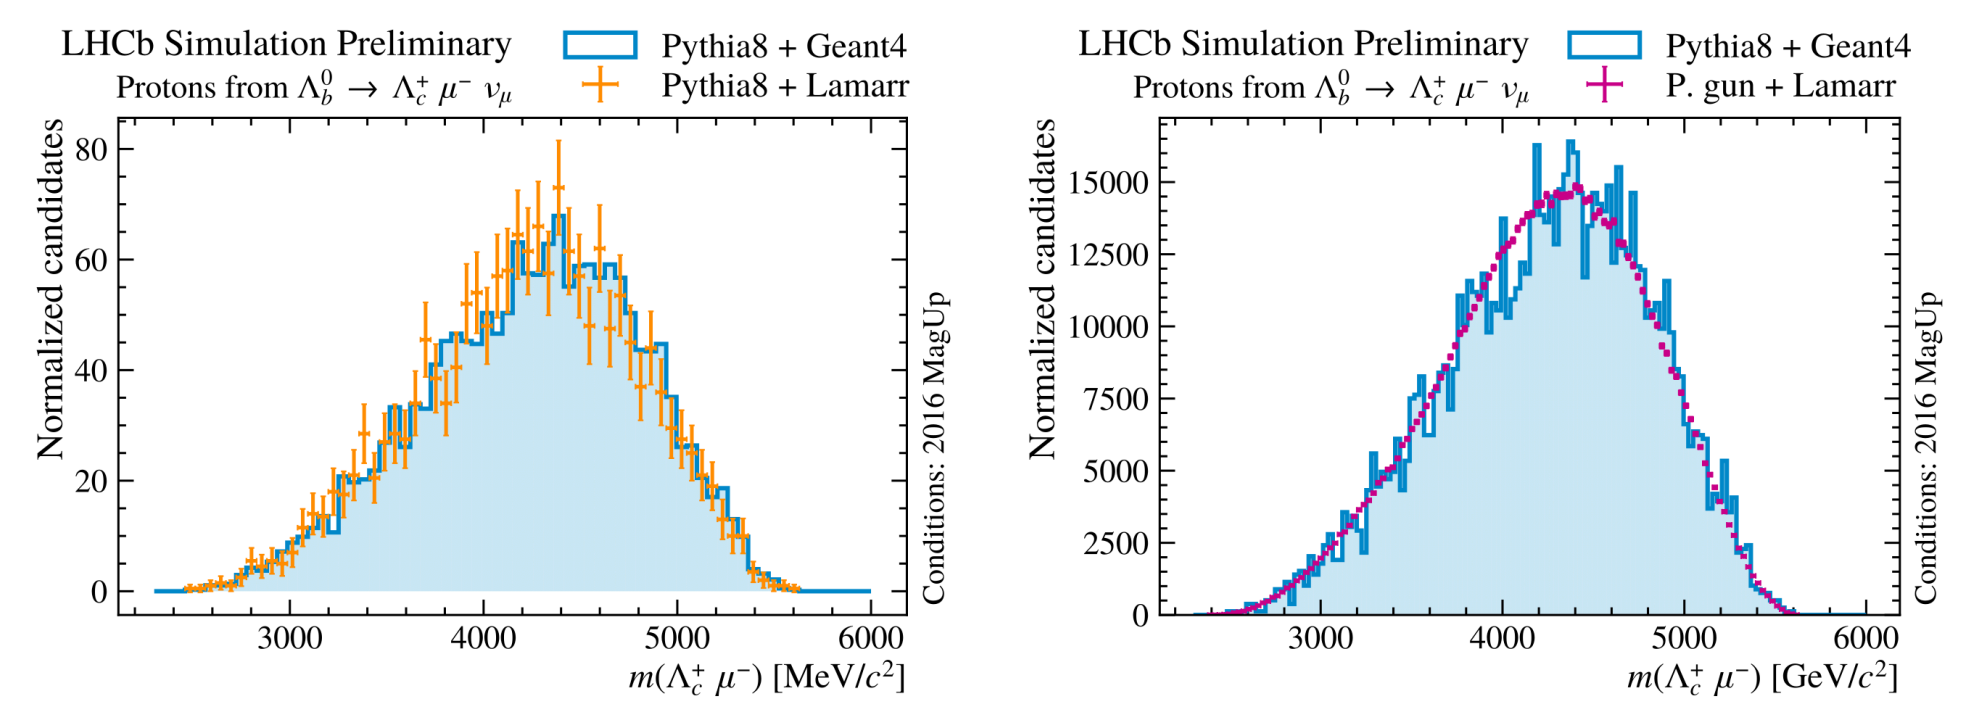 LHCb Simulation Preliminary
Protons from Λ_b^0 → Λ_c^+ μ^− ν_μ
Pythia8 + Geant4
Pythia8 + Lamarr
Normalized candidates
80
60
40
20
0
3000 4000 5000 6000
m(Λ_c^+ μ^−) [MeV/c^2]
Conditions: 2016 MagUp
LHCb Simulation Preliminary
Protons from Λ_b^0 → Λ_c^+ μ^− ν_μ
Pythia8 + Geant4
P. gun + Lamarr
Normalized candidates
15000
12500
10000
7500
5000
2500
0
3000 4000 5000 6000
m(Λ_c^+ μ^−) [GeV/c^2]
Conditions: 2016 MagUp